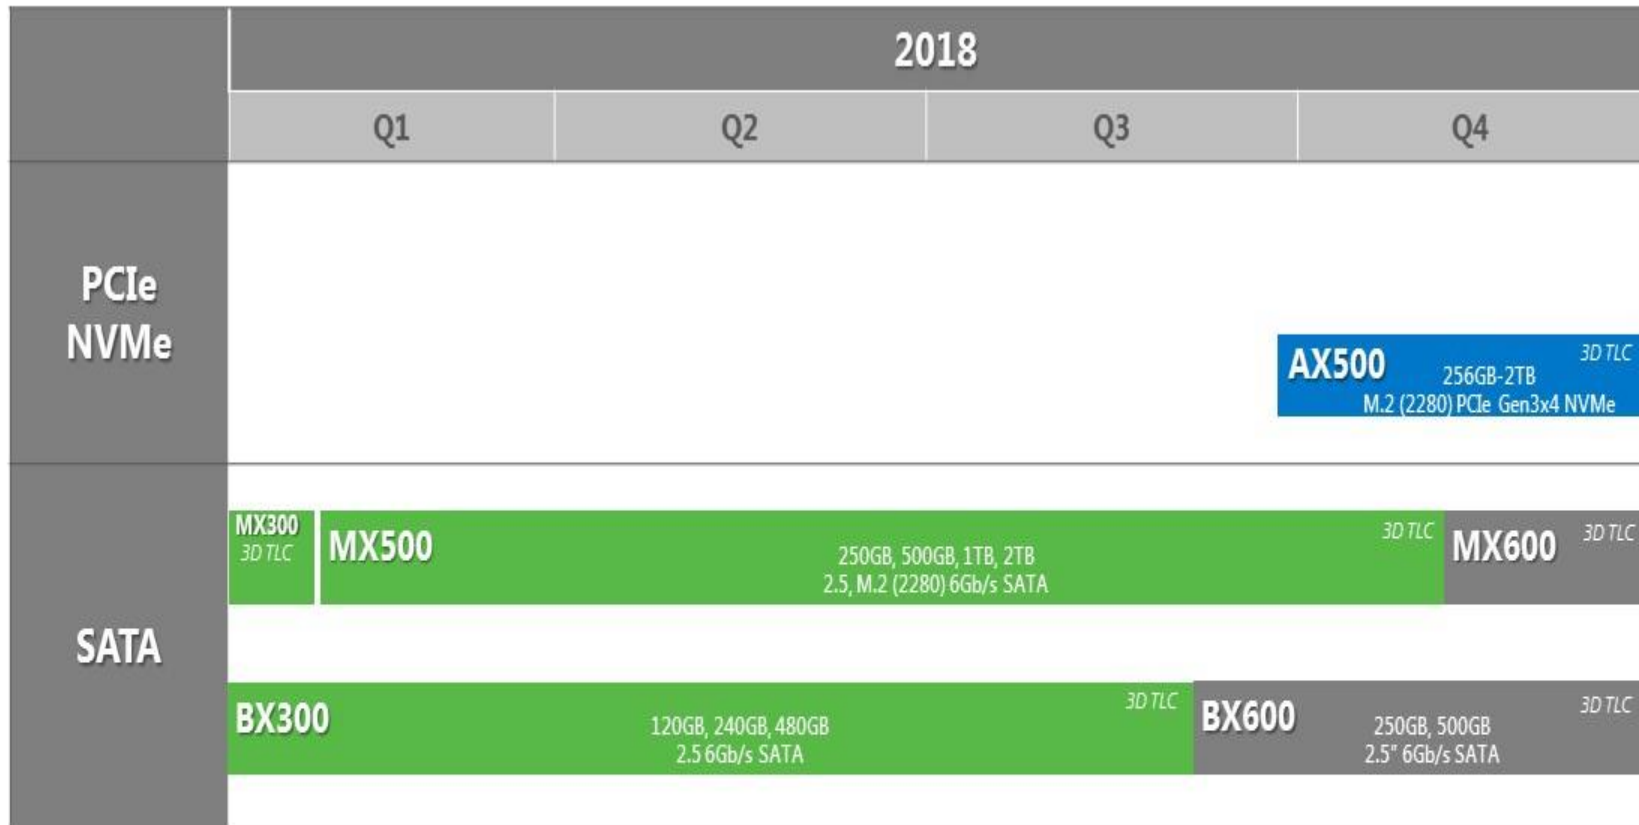 2018
Q1 Q2 Q3 Q4
PCIe
NVMe
AX500
3D TLC
256GB-2TB
M.2 (2280) PCIe Gen3x4 NVMe
SATA
MX300
3D TLC
MX500
3D TLC
250GB, 500GB, 1TB, 2TB
2.5, M.2 (2280) 6Gb/s SATA
MX600
3D TLC
BX300
3D TLC
120GB, 240GB, 480GB
2.5 6Gb/s SATA
BX600
3D TLC
250GB, 500GB
2.5" 6Gb/s SATA